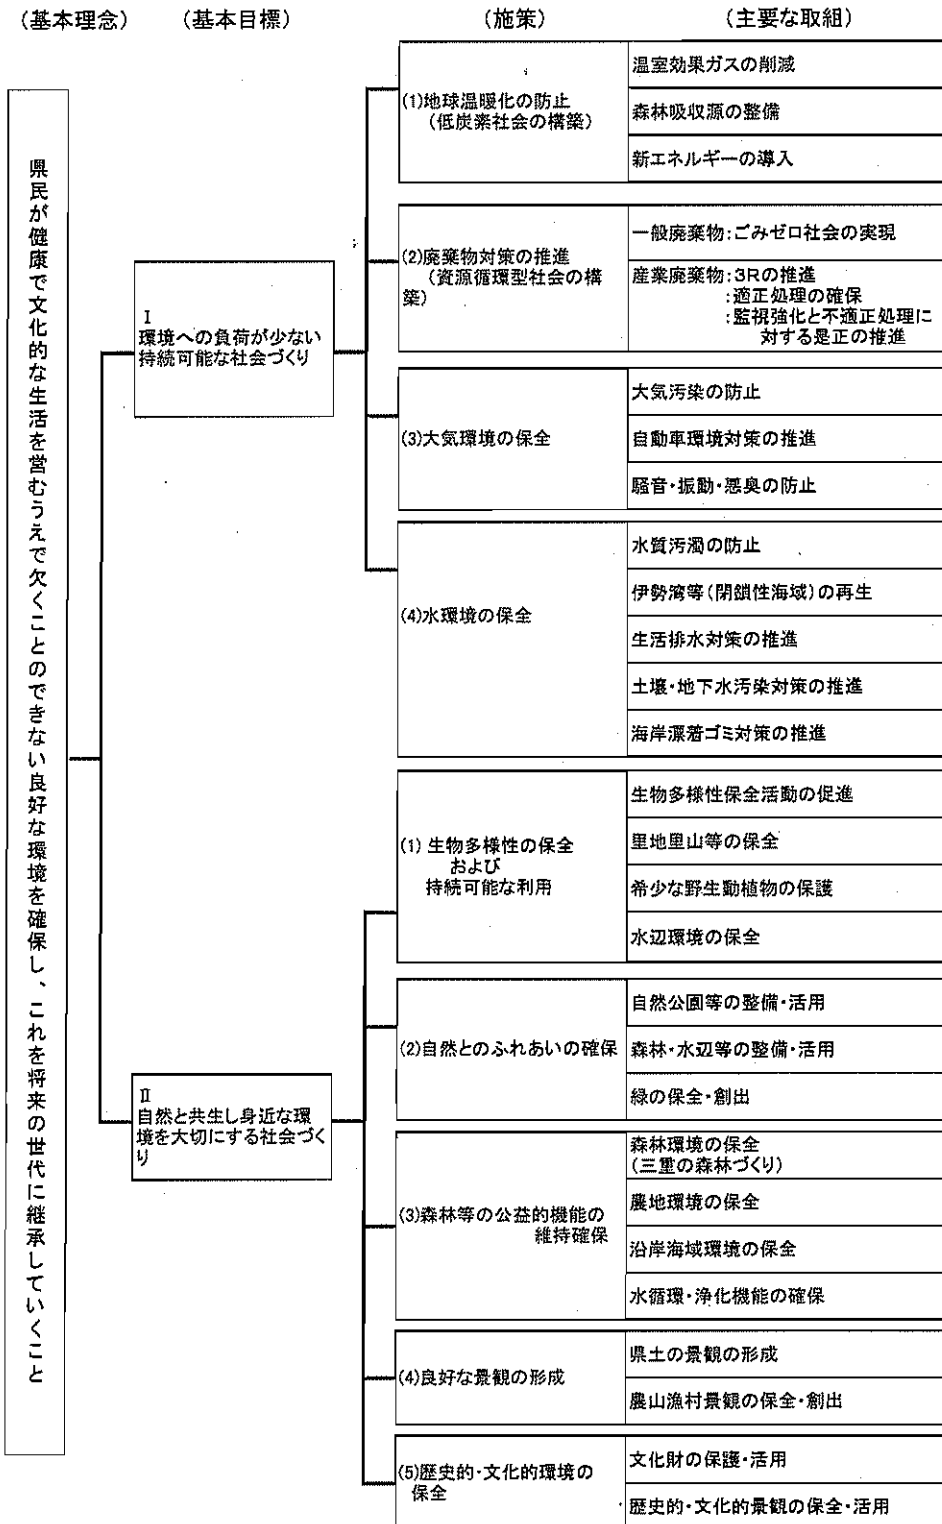 (基本理念) (基本目標) (施策) (主要な取組)
県民が健康で文化的な生活を営むうえで欠くことのできない良好な環境を確保し、これを将来の世代に継承していくこと
Ⅰ
環境への負荷が少ない
持続可能な社会づくり
(1)地球温暖化の防止
(低炭素社会の構築)
温室効果ガスの削減
森林吸収源の整備
新エネルギーの導入
(2)廃棄物対策の推進
(資源循環型社会の構
築)
一般廃棄物:ごみゼロ社会の実現
産業廃棄物:3Rの推進
:適正処理の確保
:監視強化と不適正処理に
対する是正の推進
(3)大気環境の保全
大気汚染の防止
自動車環境対策の推進
騒音・振動・悪臭の防止
(4)水環境の保全
水質汚濁の防止
伊勢湾等(閉鎖性海域)の再生
生活排水対策の推進
土壌・地下水汚染対策の推進
海岸漂着ゴミ対策の推進
Ⅱ
自然と共生し身近な環
境を大切にする社会づく
り
(1) 生物多様性の保全
および
持続可能な利用
生物多様性保全活動の促進
里地里山等の保全
希少な野生動植物の保護
水辺環境の保全
(2)自然とのふれあいの確保
自然公園等の整備・活用
森林・水辺等の整備・活用
緑の保全・創出
(3)森林等の公益的機能の
維持確保
森林環境の保全
(三重の森林づくり)
農地環境の保全
沿岸海域環境の保全
水循環・浄化機能の確保
(4)良好な景観の形成
県土の景観の形成
農山漁村景観の保全・創出
(5)歴史的・文化的環境の
保全
文化財の保護・活用
歴史的・文化的景観の保全・活用